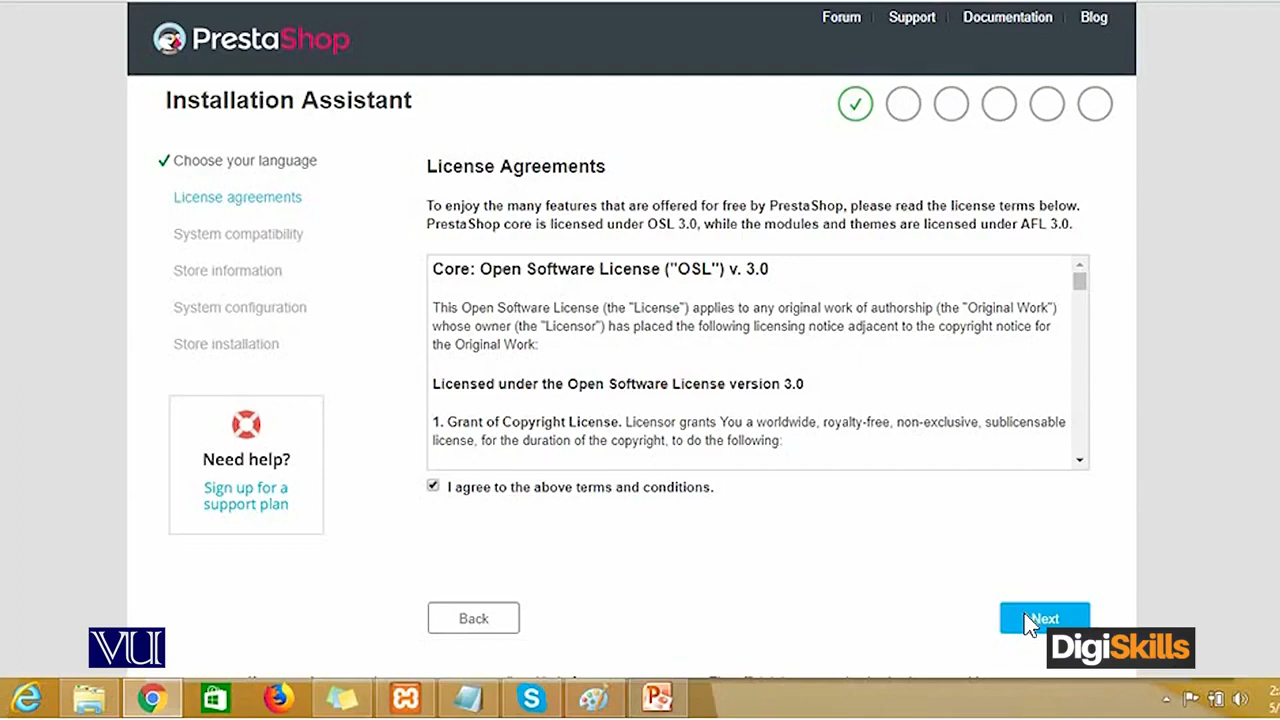 Forum
Support
Documentation
Blog
PrestaShop
Installation Assistant
✓
✓ Choose your language
License agreements
System compatibility
Store information
System configuration
Store installation
Need help?
Sign up for a
support plan
License Agreements
To enjoy the many features that are offered for free by PrestaShop, please read the license terms below.
PrestaShop core is licensed under OSL 3.0, while the modules and themes are licensed under AFL 3.0.
Core: Open Software License ("OSL") v. 3.0
This Open Software License (the "License") applies to any original work of authorship (the "Original Work")
whose owner (the "Licensor") has placed the following licensing notice adjacent to the copyright notice for
the Original Work:
Licensed under the Open Software License version 3.0
1. Grant of Copyright License. Licensor grants You a worldwide, royalty-free, non-exclusive, sublicensable
license, for the duration of the copyright, to do the following:
I agree to the above terms and conditions.
Back
Next
VU
DigiSkills